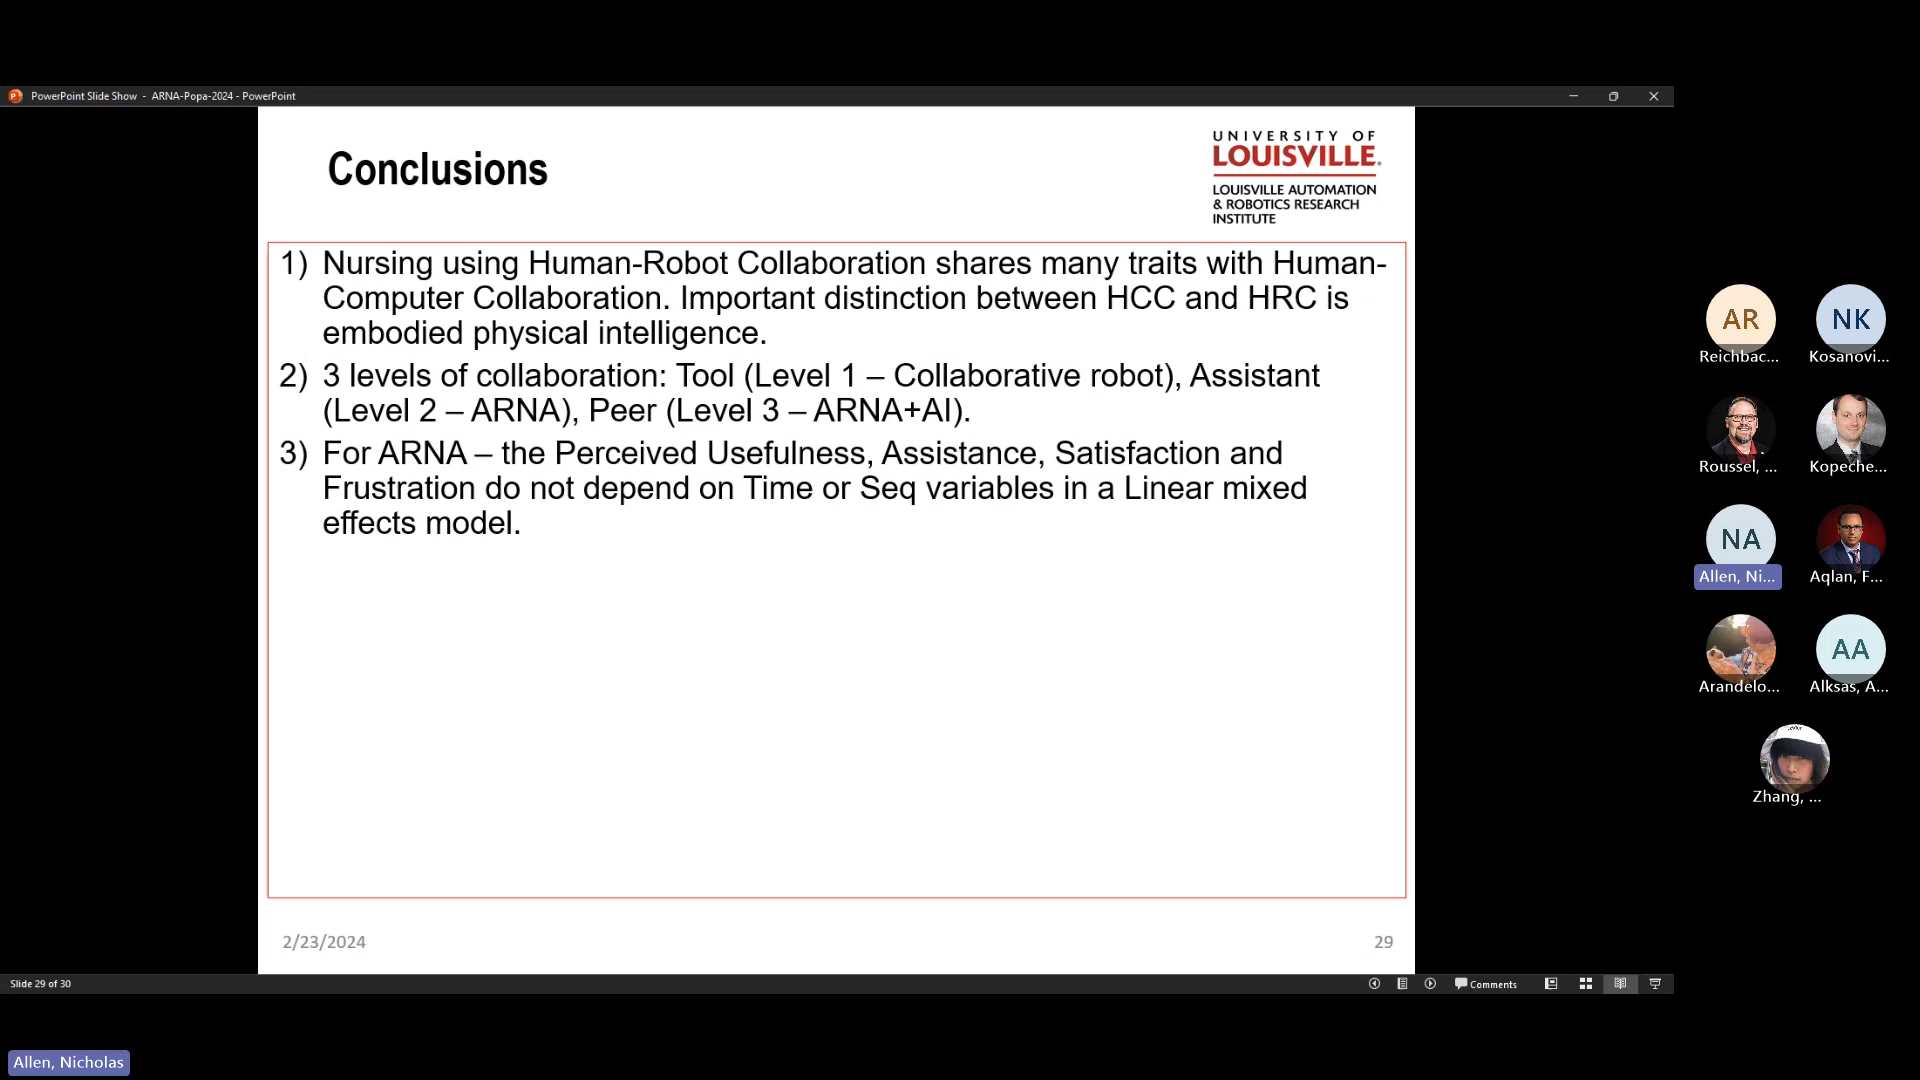 PowerPoint Slide Show - ARNA-Popa-2024 - PowerPoint
Conclusions
UNIVERSITY OF
LOUISVILLE.
LOUISVILLE AUTOMATION
& ROBOTICS RESEARCH
INSTITUTE
1) Nursing using Human-Robot Collaboration shares many traits with Human-
Computer Collaboration. Important distinction between HCC and HRC is
embodied physical intelligence.
2) 3 levels of collaboration: Tool (Level 1 – Collaborative robot), Assistant
(Level 2 – ARNA), Peer (Level 3 – ARNA+AI).
3) For ARNA – the Perceived Usefulness, Assistance, Satisfaction and
Frustration do not depend on Time or Seq variables in a Linear mixed
effects model.
2/23/2024
29
Slide 29 of 30
Comments
AR
Reichbac...
NK
Kosanovi...
Roussel, ...
Kopeche...
NA
Allen, Ni...
Aqlan, F...
Arandelo...
AA
Alksas, A...
Zhang, ...
Allen, Nicholas